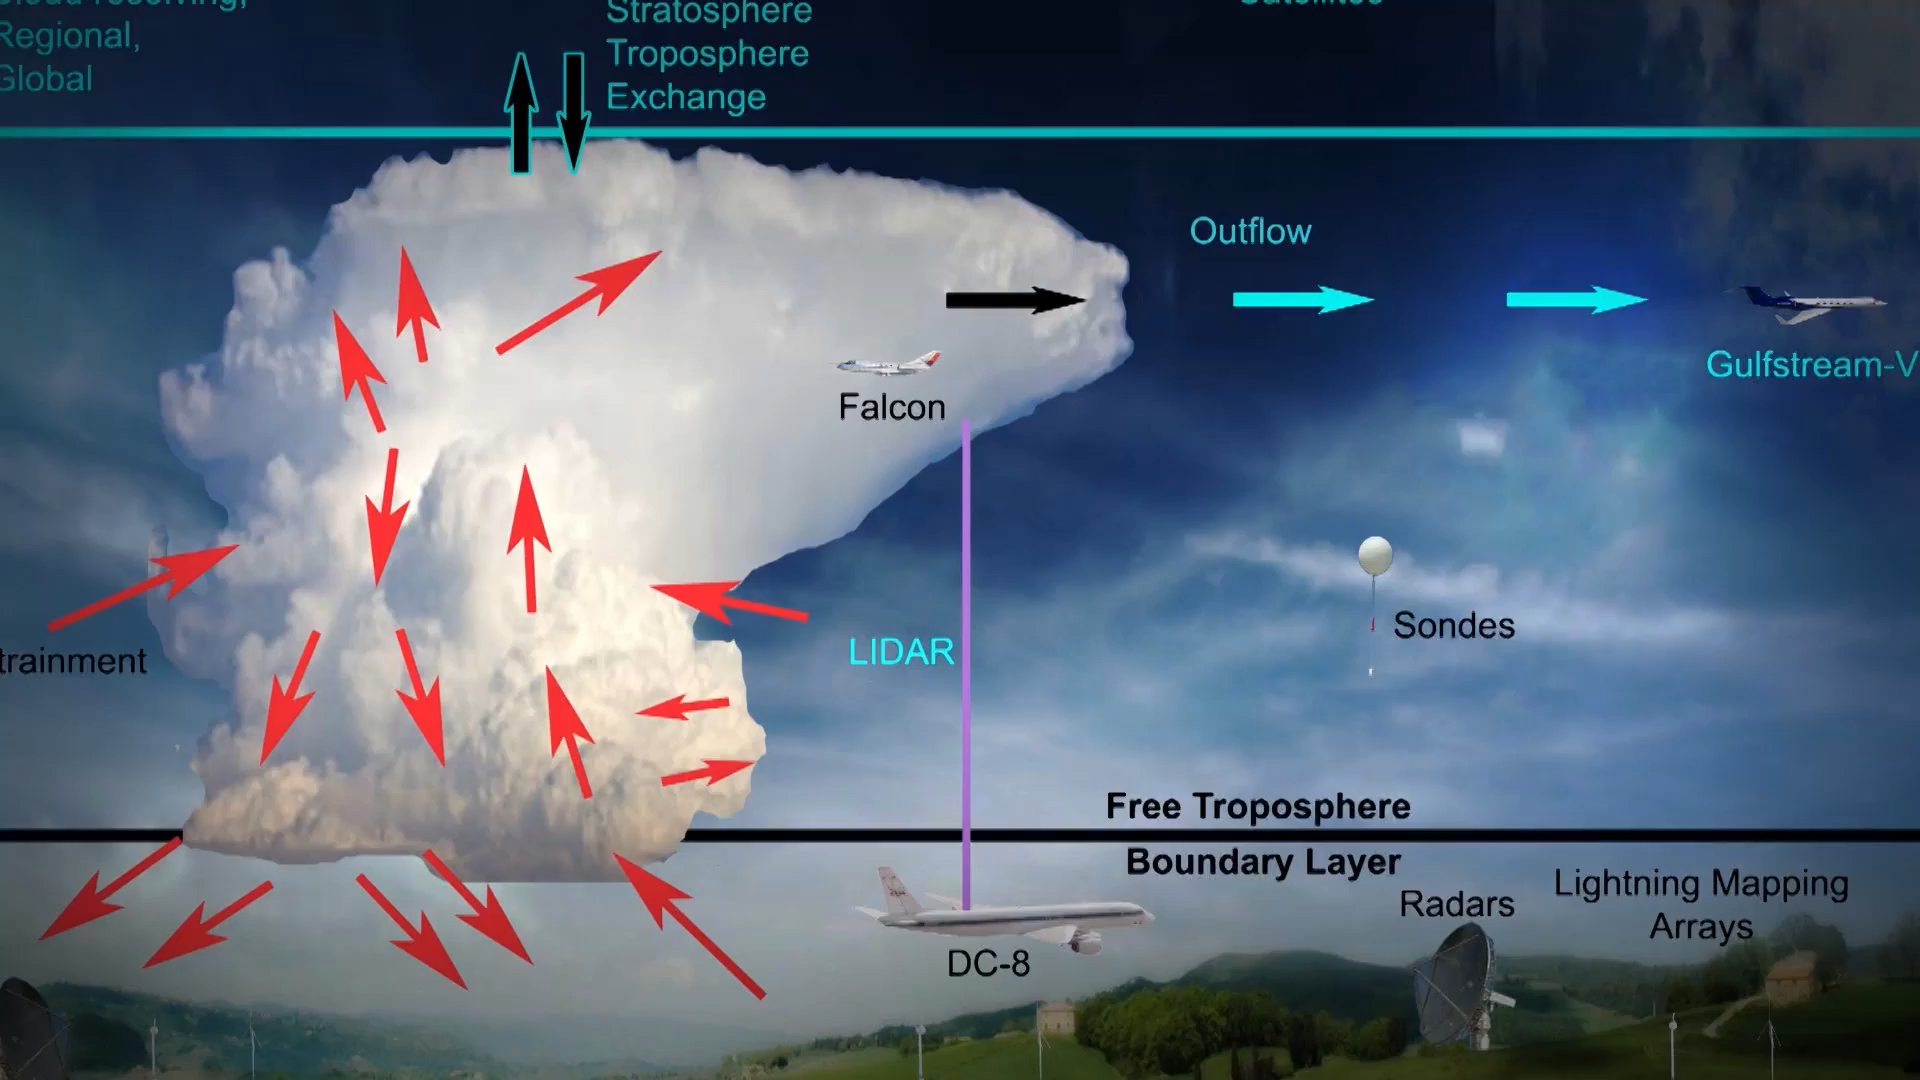 Regional,
Global
Stratosphere
Troposphere
Exchange
Outflow
Gulfstream-V
Falcon
LIDAR
Sondes
trainment
Free Troposphere
Boundary Layer
Radars
Lightning Mapping
Arrays
DC-8